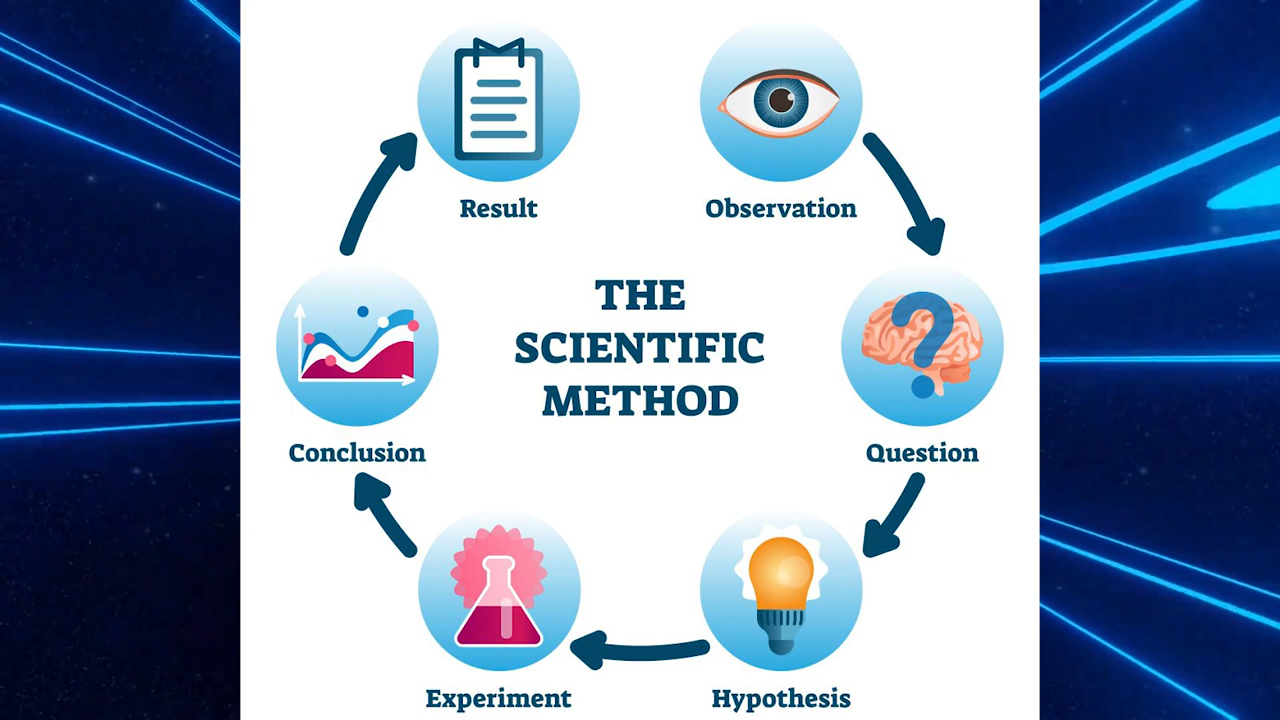 Result
Observation
THE
SCIENTIFIC
METHOD
Conclusion
Question
Experiment
Hypothesis